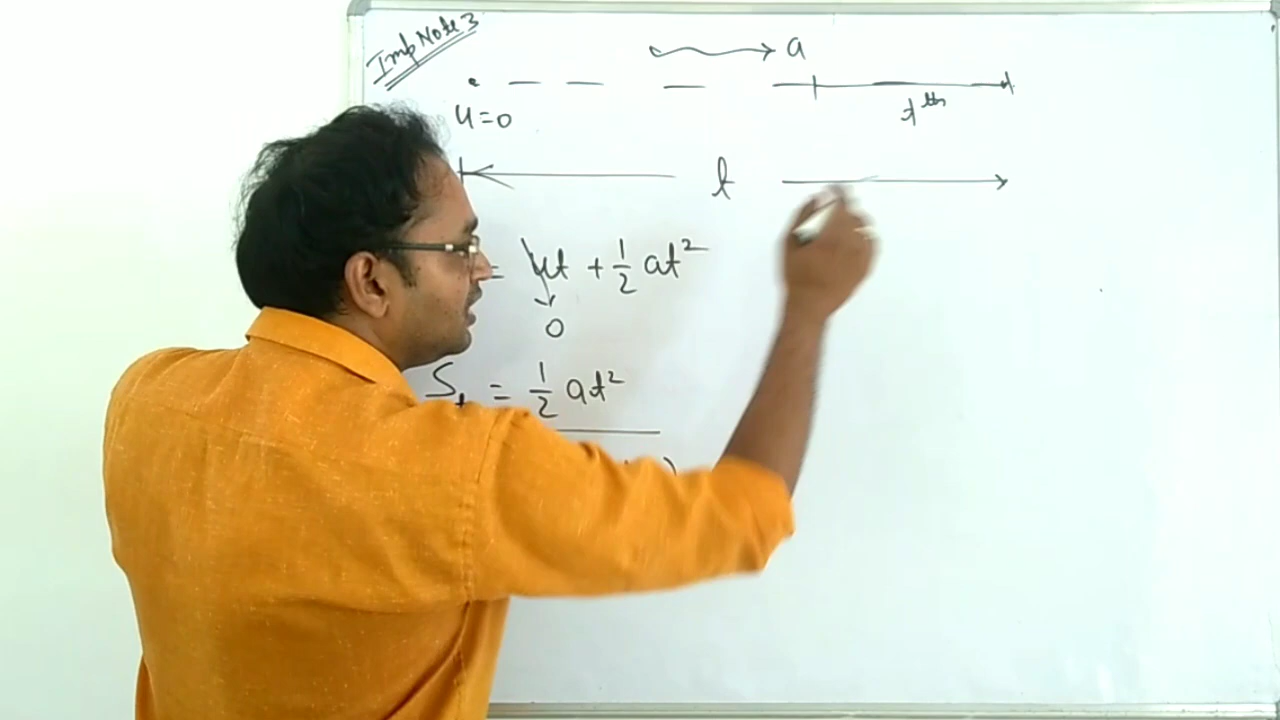 Imp Note 3
a
u=0
tth
t
= ut + 1/2 at²
0
St = 1/2 at²
)